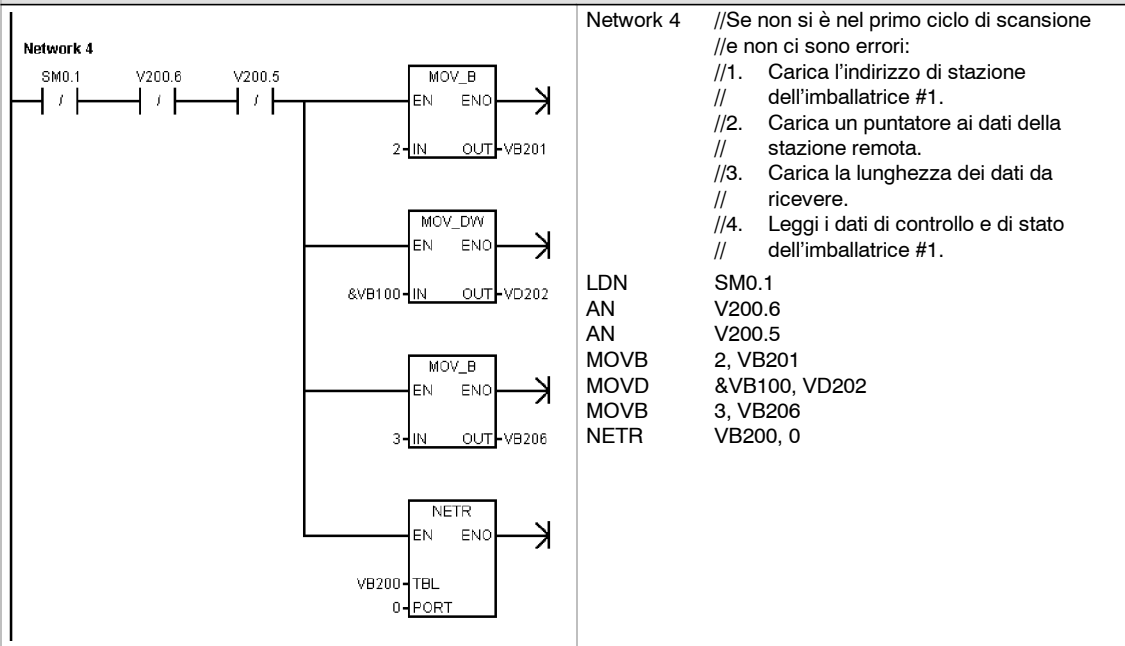 Network 4
SM0.1 V200.6 V200.5
/ / /
MOV_B
EN ENO
2 IN OUT VB201
MOV_DW
EN ENO
&VB100 IN OUT VD202
MOV_B
EN ENO
3 IN OUT VB206
NETR
EN ENO
VB200 TBL
0 PORT
Network 4 //Se non si è nel primo ciclo di scansione
//e non ci sono errori:
//1. Carica l'indirizzo di stazione
// dell'imballatrice #1.
//2. Carica un puntatore ai dati della
// stazione remota.
//3. Carica la lunghezza dei dati da
// ricevere.
//4. Leggi i dati di controllo e di stato
// dell'imballatrice #1.
LDN SM0.1
AN V200.6
AN V200.5
MOVB 2, VB201
MOVD &VB100, VD202
MOVB 3, VB206
NETR VB200, 0